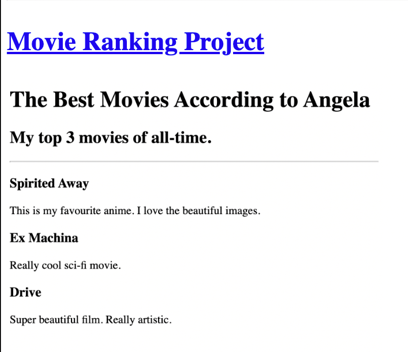 Movie Ranking Project
The Best Movies According to Angela
My top 3 movies of all-time.
Spirited Away
This is my favourite anime. I love the beautiful images.
Ex Machina
Really cool sci-fi movie.
Drive
Super beautiful film. Really artistic.